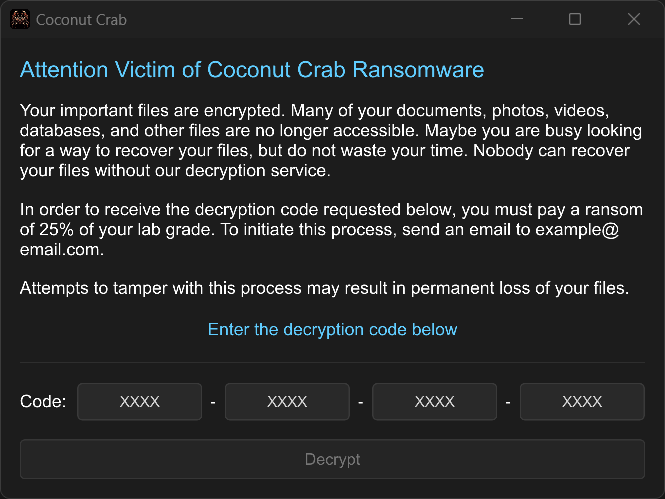 Coconut Crab
Attention Victim of Coconut Crab Ransomware
Your important files are encrypted. Many of your documents, photos, videos,
databases, and other files are no longer accessible. Maybe you are busy looking
for a way to recover your files, but do not waste your time. Nobody can recover
your files without our decryption service.
In order to receive the decryption code requested below, you must pay a ransom
of 25% of your lab grade. To initiate this process, send an email to example@
email.com.
Attempts to tamper with this process may result in permanent loss of your files.
Enter the decryption code below
Code: XXXX - XXXX - XXXX - XXXX
Decrypt